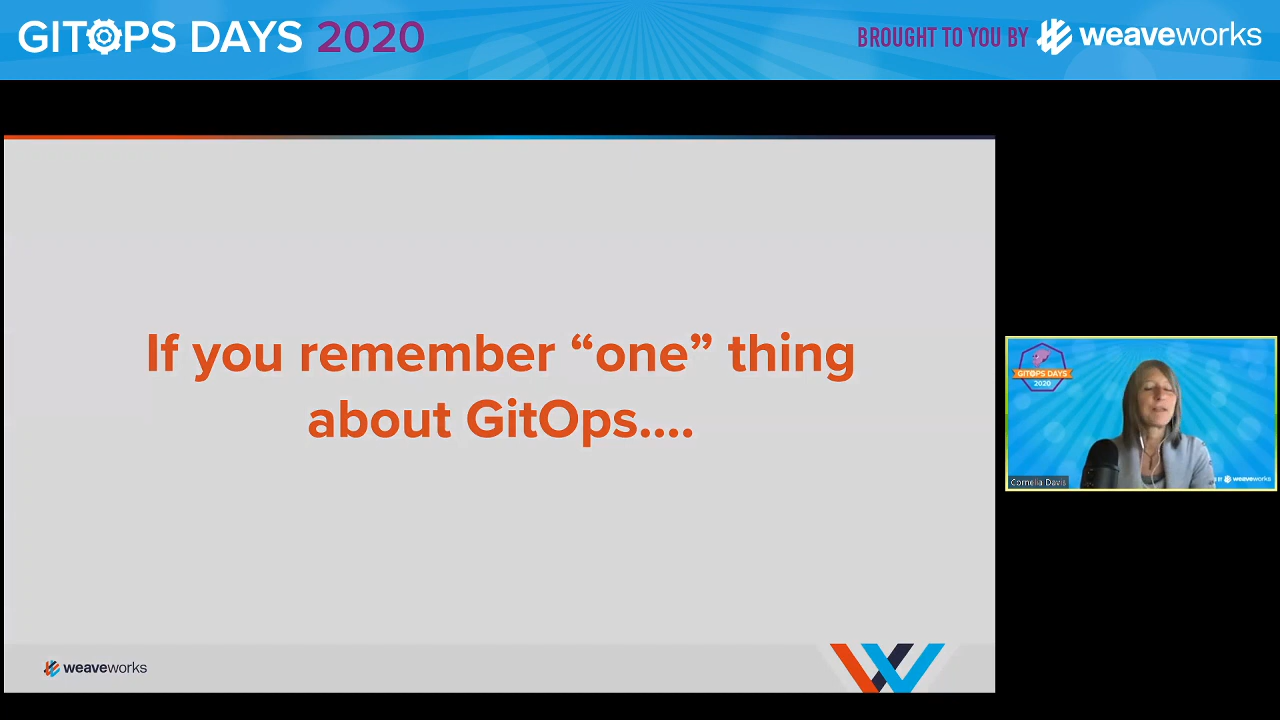 GITOPS DAYS 2020
BROUGHT TO YOU BY weaveworks
If you remember “one” thing
about GitOps....
GITOPS DAYS
2020
Cornelia Davis
BY weaveworks
weaveworks